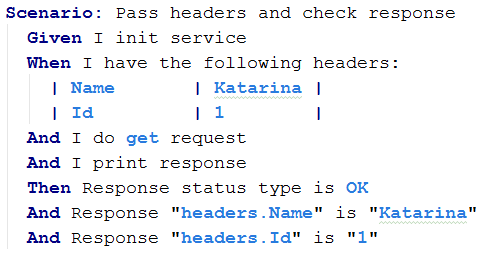 Scenario: Pass headers and check response
Given I init service
When I have the following headers:
| Name | Katarina |
| Id | 1 |
And I do get request
And I print response
Then Response status type is OK
And Response "headers.Name" is "Katarina"
And Response "headers.Id" is "1"